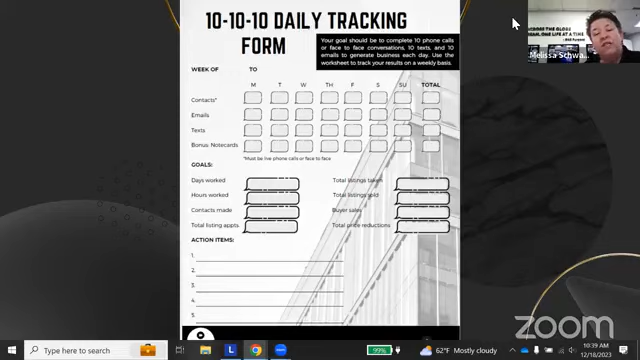 10-10-10 DAILY TRACKING
FORM
Your goal should be to complete 10 phone calls
or face to face conversations, 10 texts, and 10
emails to generate business each day. Use the
worksheet to track your results on a weekly basis.
WEEK OF TO
M T W TH F S SU TOTAL
Contacts*
Emails
Texts
Bonus: Notecards
*Must be live phone calls or face to face
GOALS:
Days worked Total listings taken
Hours worked Total listings sold
Contacts made Buyer sales
Total listing appts. Total price reductions
ACTION ITEMS:
1.
2.
3.
4.
5.
Melissa Schwa...
zoom
Type here to search
L
99%
62°F Mostly cloudy
10:39 AM
12/18/2023